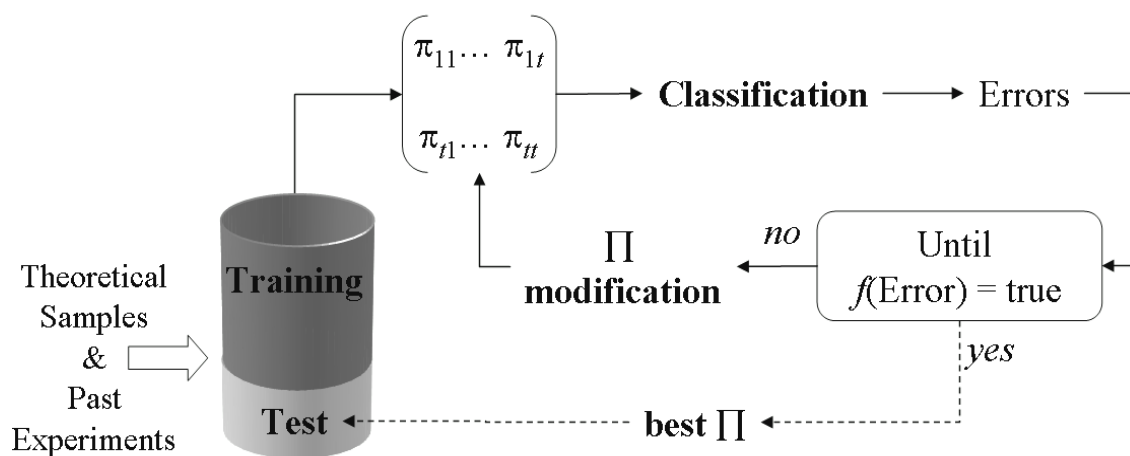 π11… π1t
πt1… πtt
Classification
Errors
Theoretical
Samples
&
Past
Experiments
Training
Test
∏
modification
no
Until
f(Error) = true
yes
best ∏